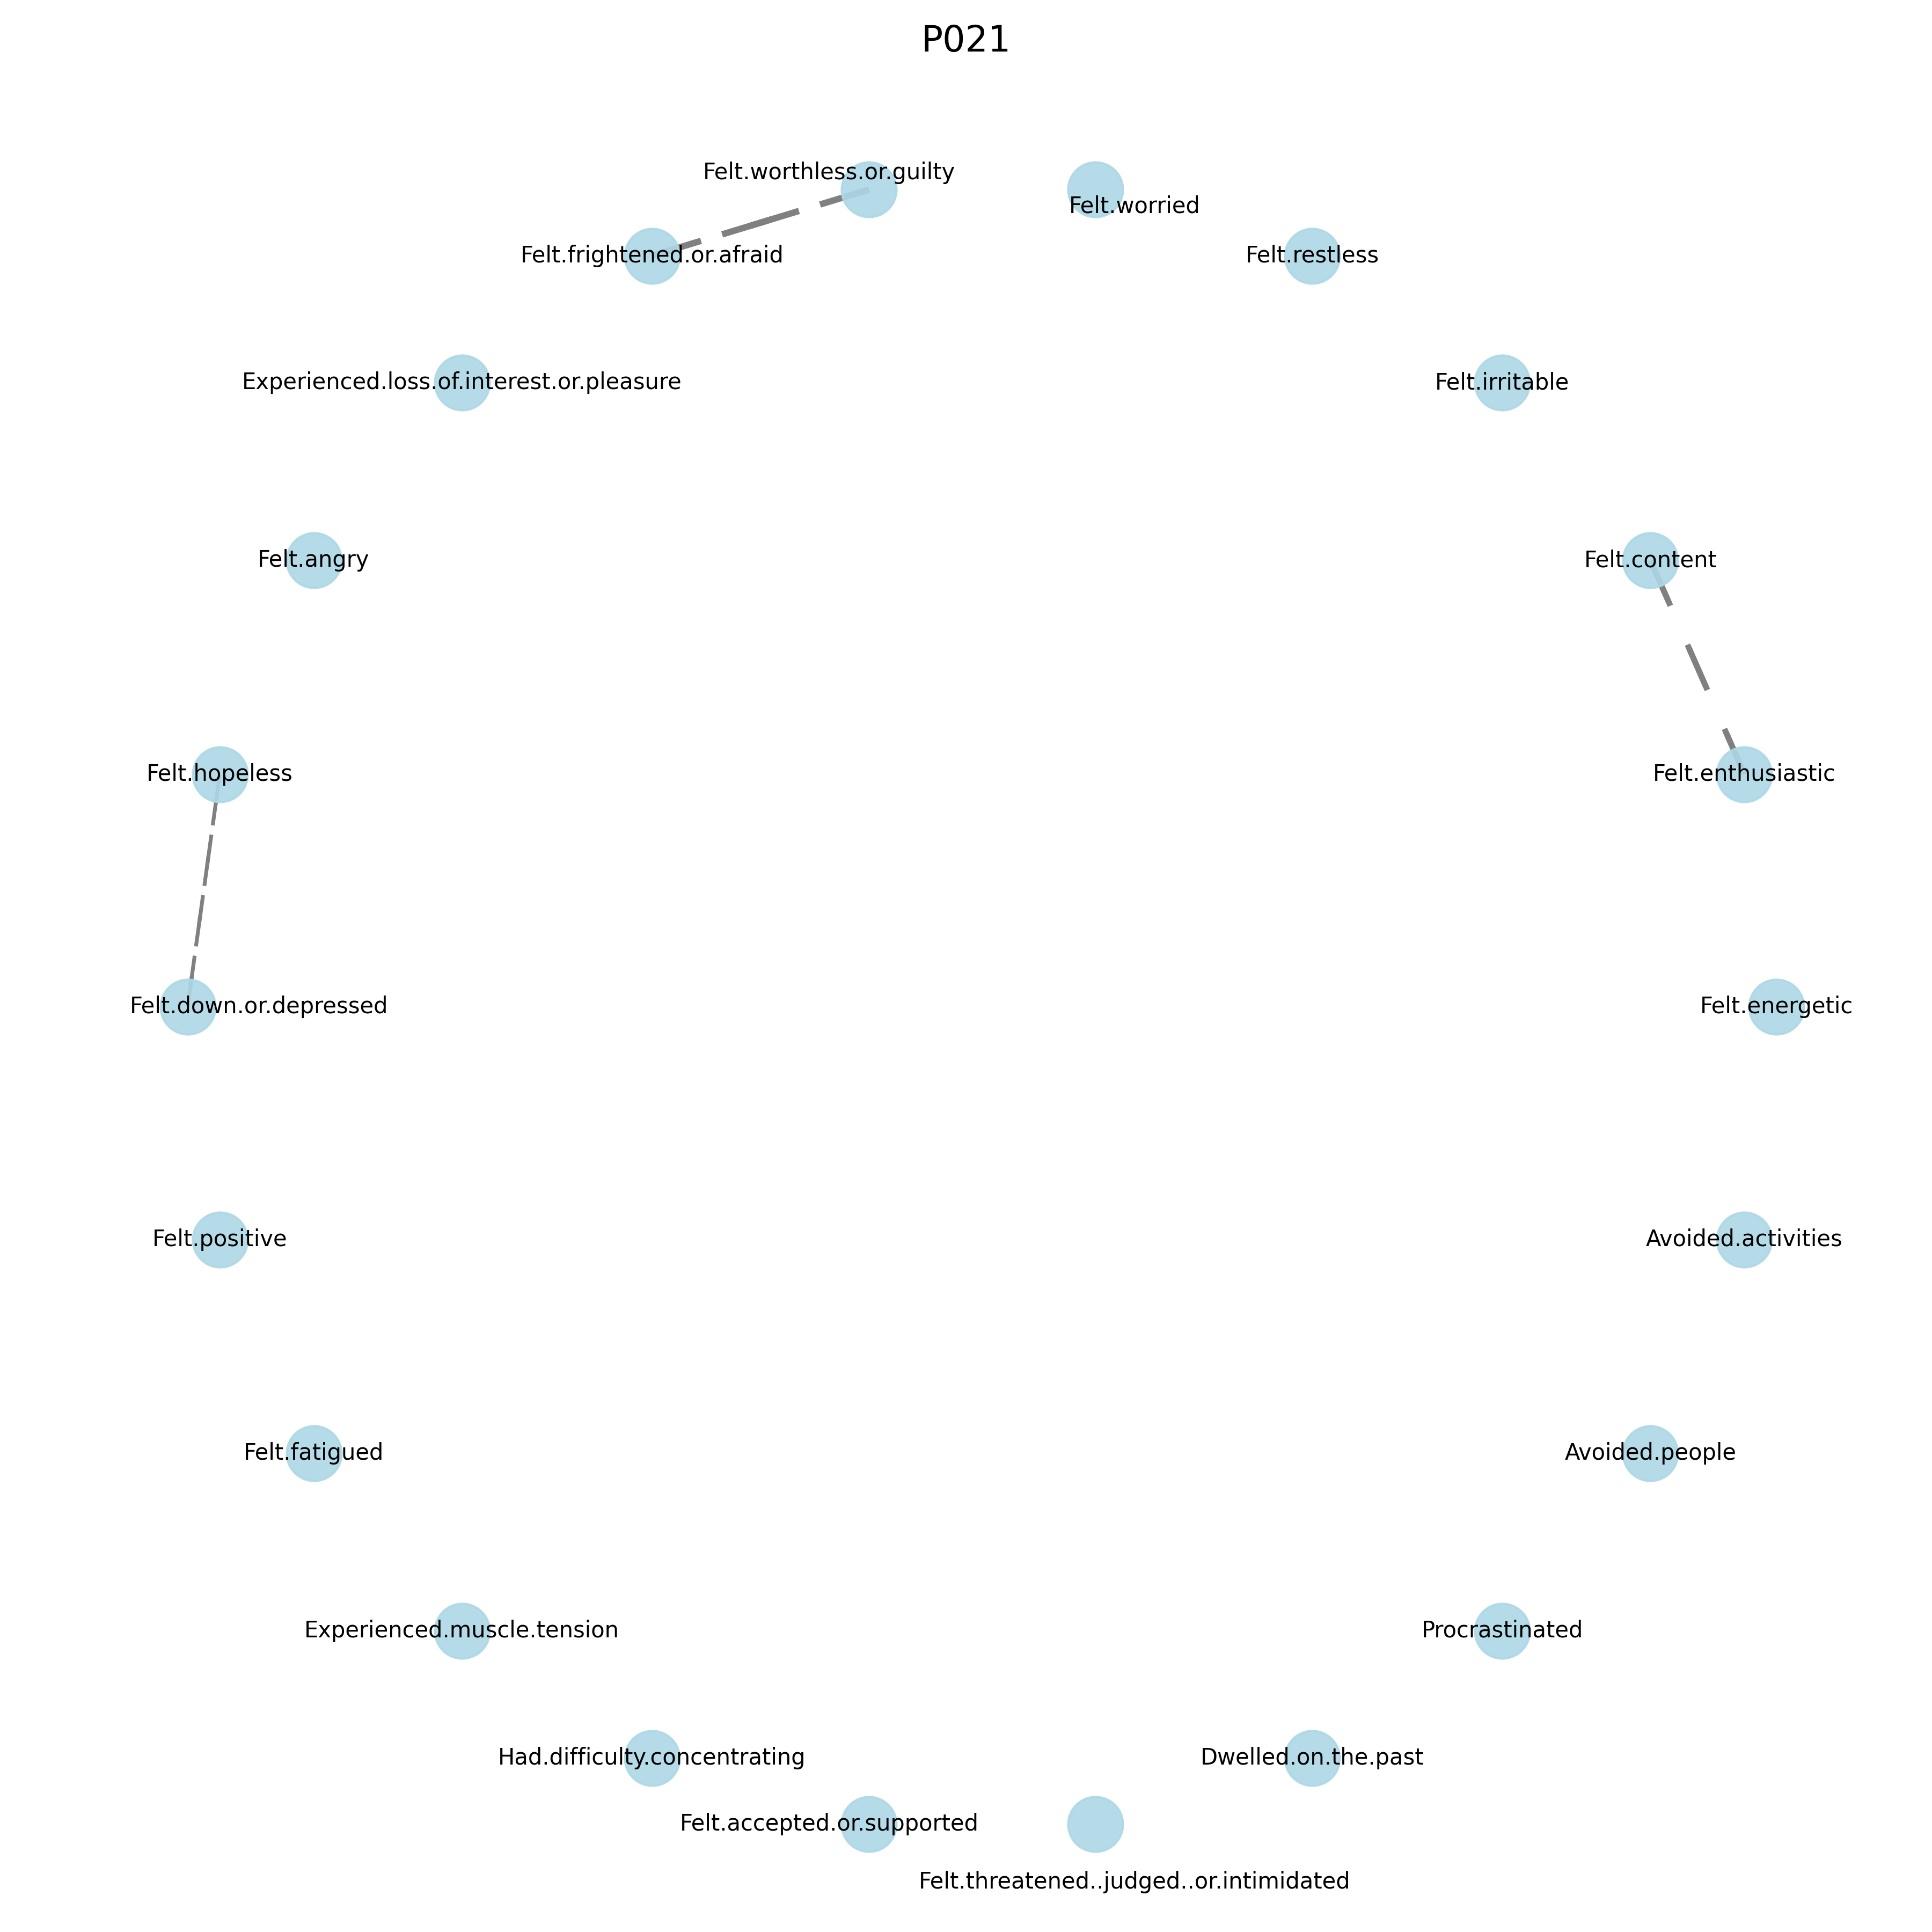 P021
Felt.worthless.or.guilty
Felt.worried
Felt.frightened.or.afraid
Felt.restless
Experienced.loss.of.interest.or.pleasure
Felt.irritable
Felt.angry
Felt.content
Felt.hopeless
Felt.enthusiastic
Felt.down.or.depressed
Felt.energetic
Felt.positive
Avoided.activities
Felt.fatigued
Avoided.people
Experienced.muscle.tension
Procrastinated
Had.difficulty.concentrating
Dwelled.on.the.past
Felt.accepted.or.supported
Felt.threatened..judged..or.intimidated